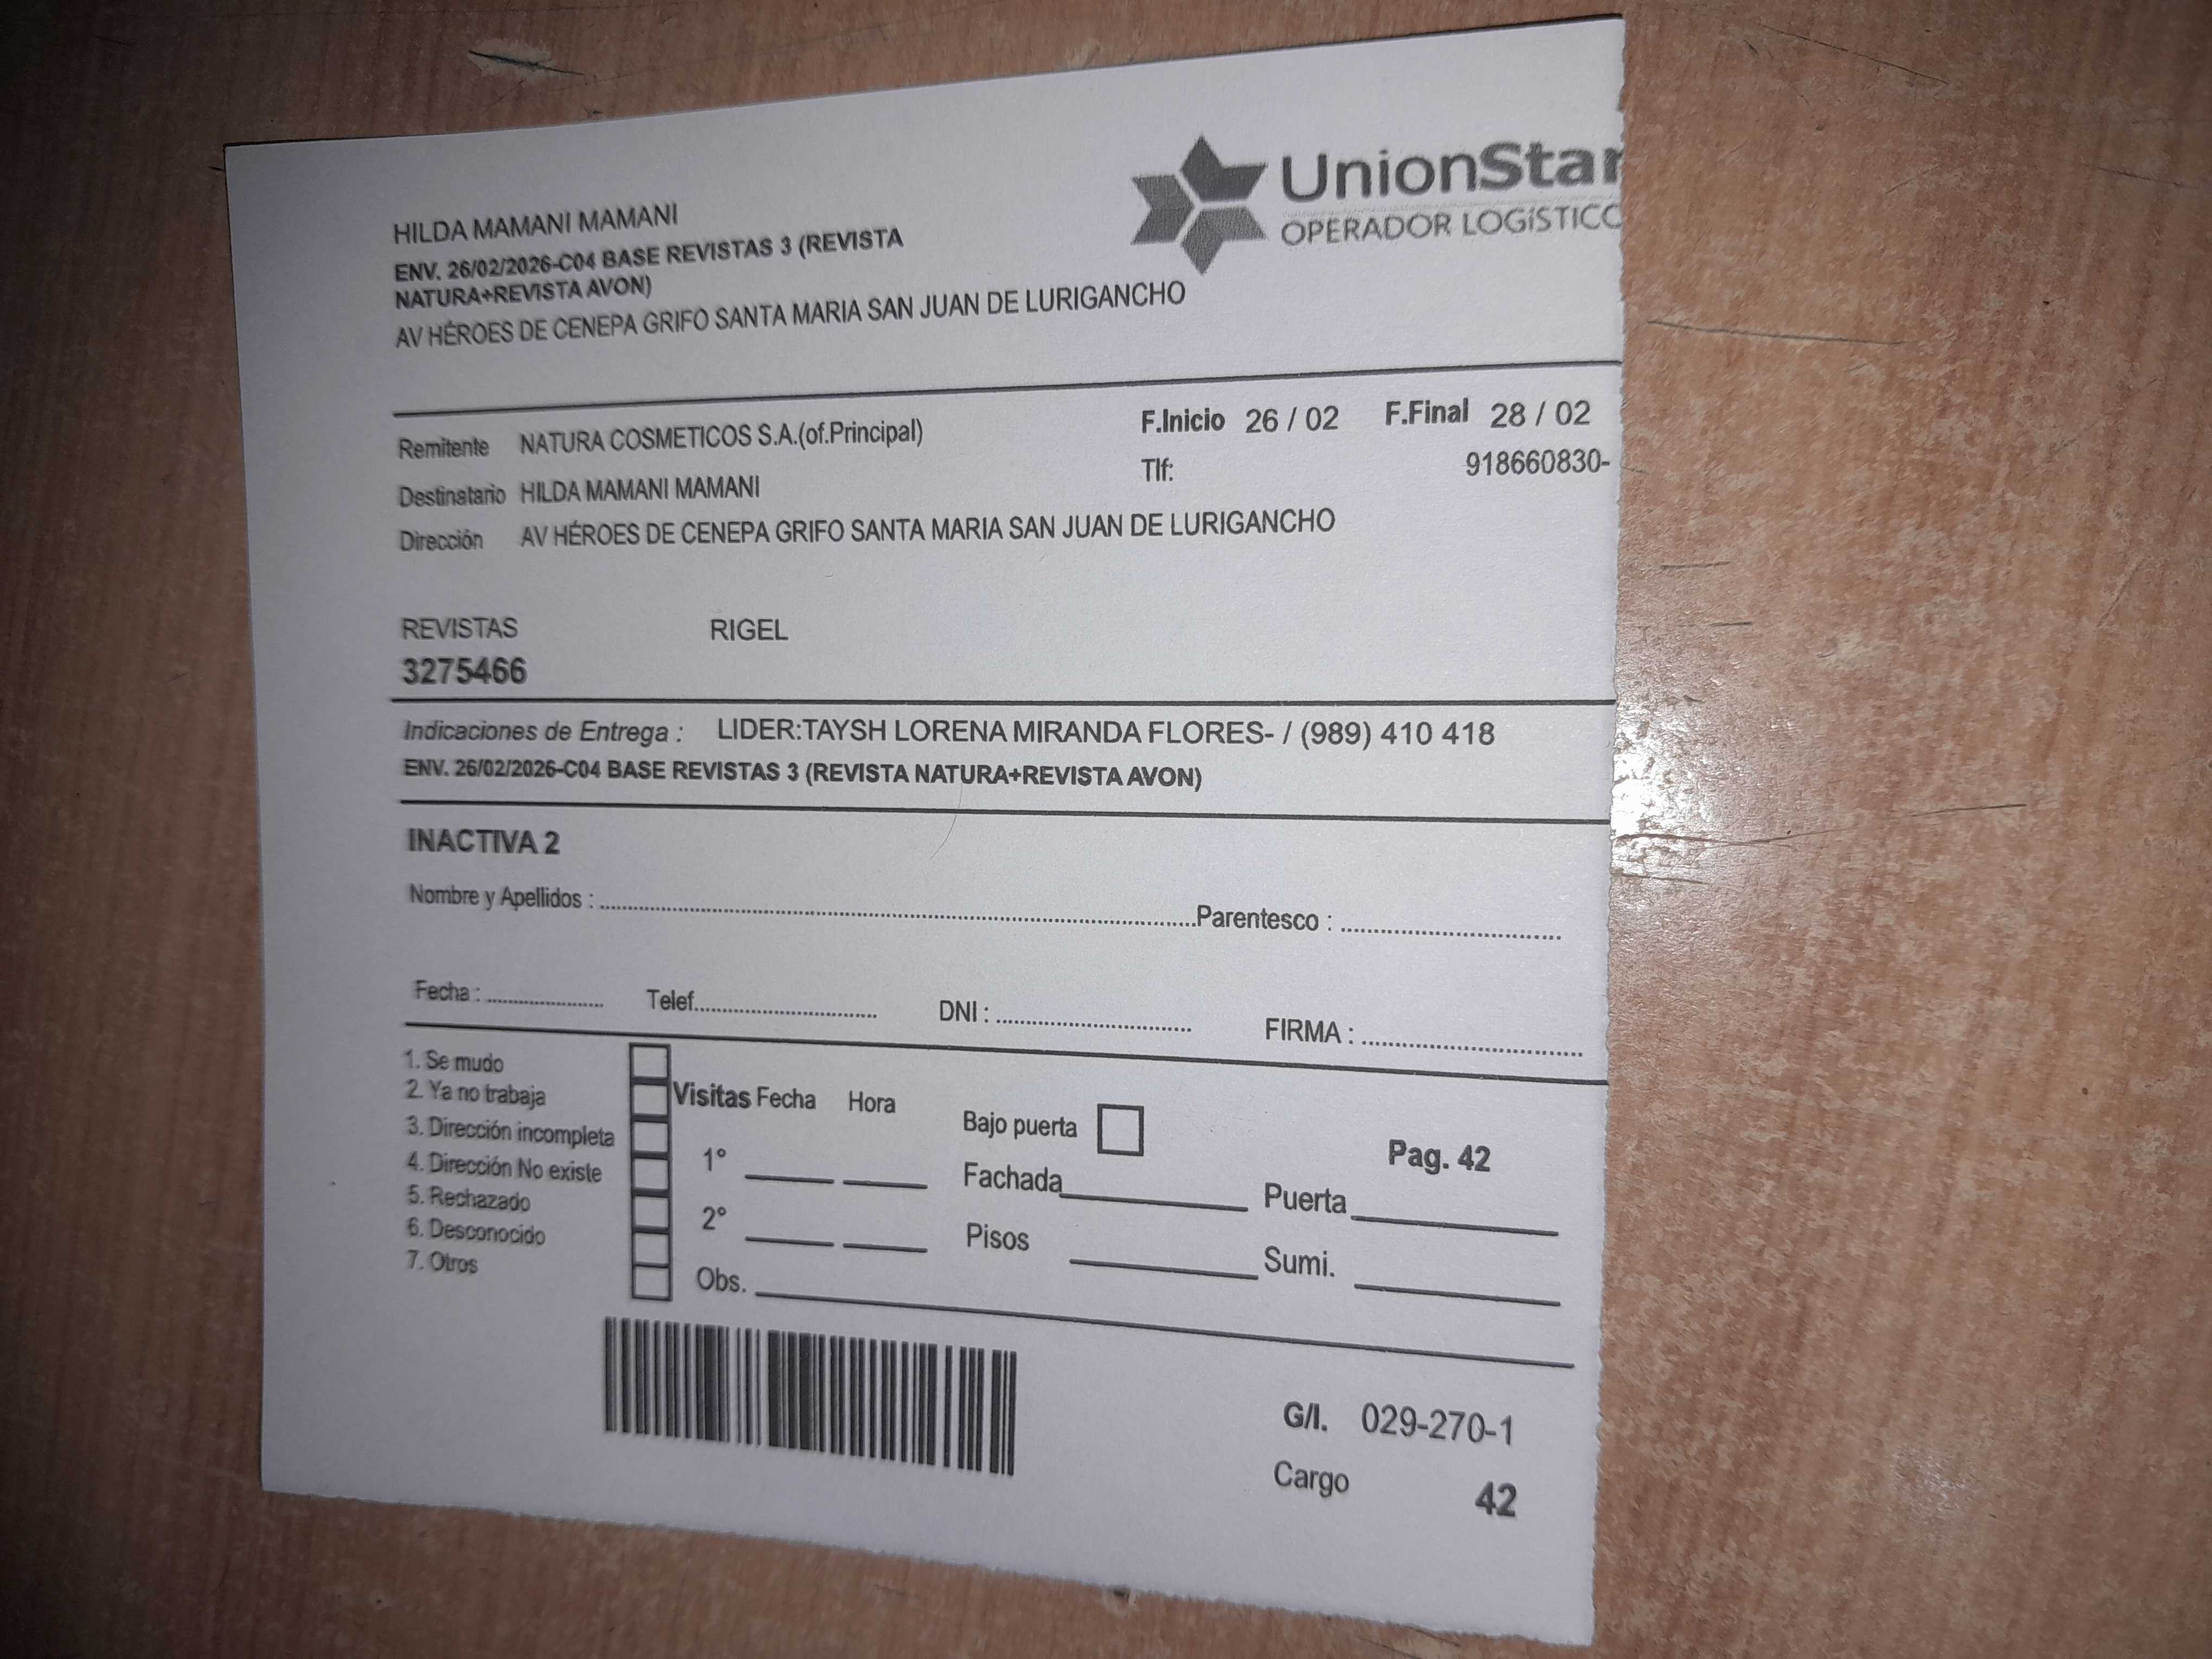 UnionStar
OPERADOR LOGÍSTICO
HILDA MAMANI MAMANI
ENV. 26/02/2026-C04 BASE REVISTAS 3 (REVISTA
NATURA+REVISTA AVON)
AV HÉROES DE CENEPA GRIFO SANTA MARIA SAN JUAN DE LURIGANCHO
Remitente NATURA COSMETICOS S.A.(of.Principal) F.Inicio 26 / 02 F.Final 28 / 02
Destinatario HILDA MAMANI MAMANI Tlf: 918660830-
Dirección AV HÉROES DE CENEPA GRIFO SANTA MARIA SAN JUAN DE LURIGANCHO
REVISTAS RIGEL
3275466
Indicaciones de Entrega : LIDER:TAYSH LORENA MIRANDA FLORES- / (989) 410 418
ENV. 26/02/2026-C04 BASE REVISTAS 3 (REVISTA NATURA+REVISTA AVON)
INACTIVA 2
Nombre y Apellidos : Parentesco :
Fecha : Telef. DNI : FIRMA :
1. Se mudo
2. Ya no trabaja
3. Dirección incompleta
4. Dirección No existe
5. Rechazado
6. Desconocido
7. Otros
Visitas Fecha Hora
1°
2°
Obs.
Bajo puerta
Fachada
Pisos
Pag. 42
Puerta
Sumi.
G/I. 029-270-1
Cargo 42